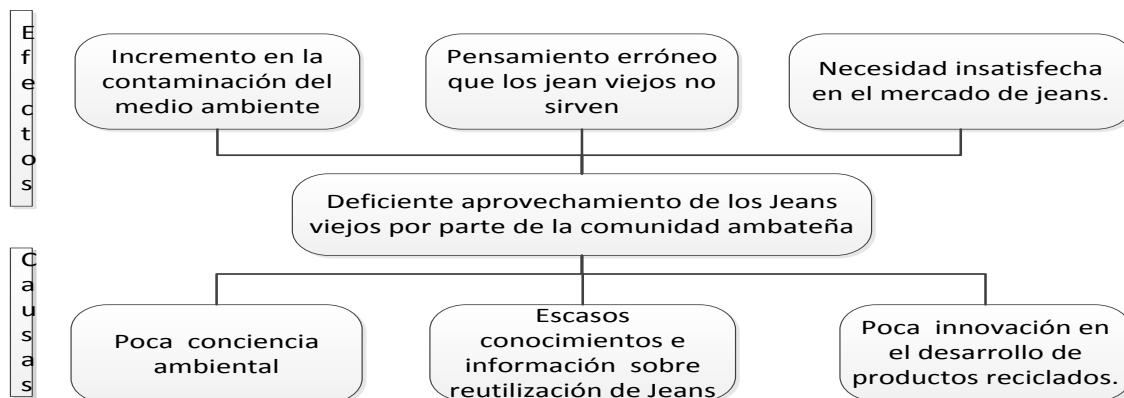 Efectos
Incremento en la
contaminación del
medio ambiente
Pensamiento erróneo
que los jean viejos no
sirven
Necesidad insatisfecha
en el mercado de jeans.
Deficiente aprovechamiento de los Jeans
viejos por parte de la comunidad ambateña
Causas
Poca conciencia
ambiental
Escasos
conocimientos e
información sobre
reutilización de Jeans
Poca innovación en
el desarrollo de
productos reciclados.